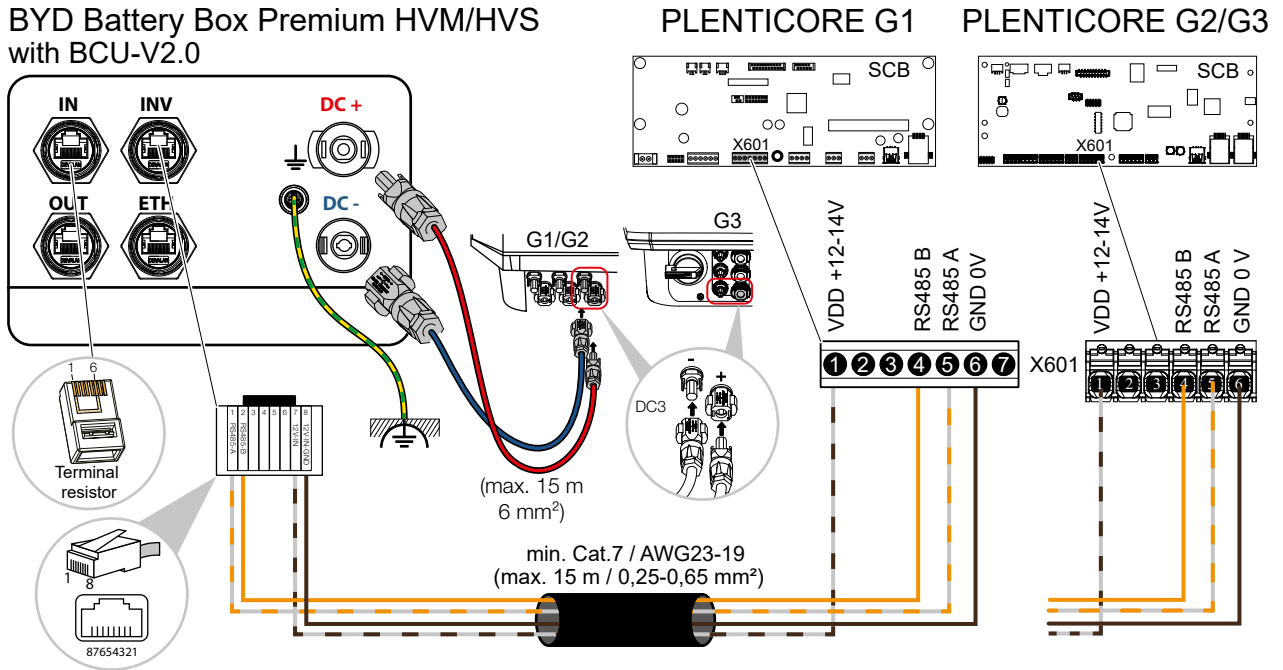 BYD Battery Box Premium HVM/HVS
with BCU-V2.0
PLENTICORE G1
PLENTICORE G2/G3
IN
INV
DC +
OUT
ETH
DC -
SCB
X601
SCB
X601
G1/G2
G3
VDD +12-14V
RS485 B
RS485 A
GND 0V
VDD +12-14V
RS485 B
RS485 A
GND 0 V
1 2 3 4 5 6 7
X601
1 2 3 4 5 6
DC3
- +
1 6
Terminal
resistor
1 2 3 4 5 6 7 8
RS485-A
RS485-B
12V-IN
12V-IN-GND
(max. 15 m
6 mm²)
min. Cat.7 / AWG23-19
(max. 15 m / 0,25-0,65 mm²)
1 8
87654321